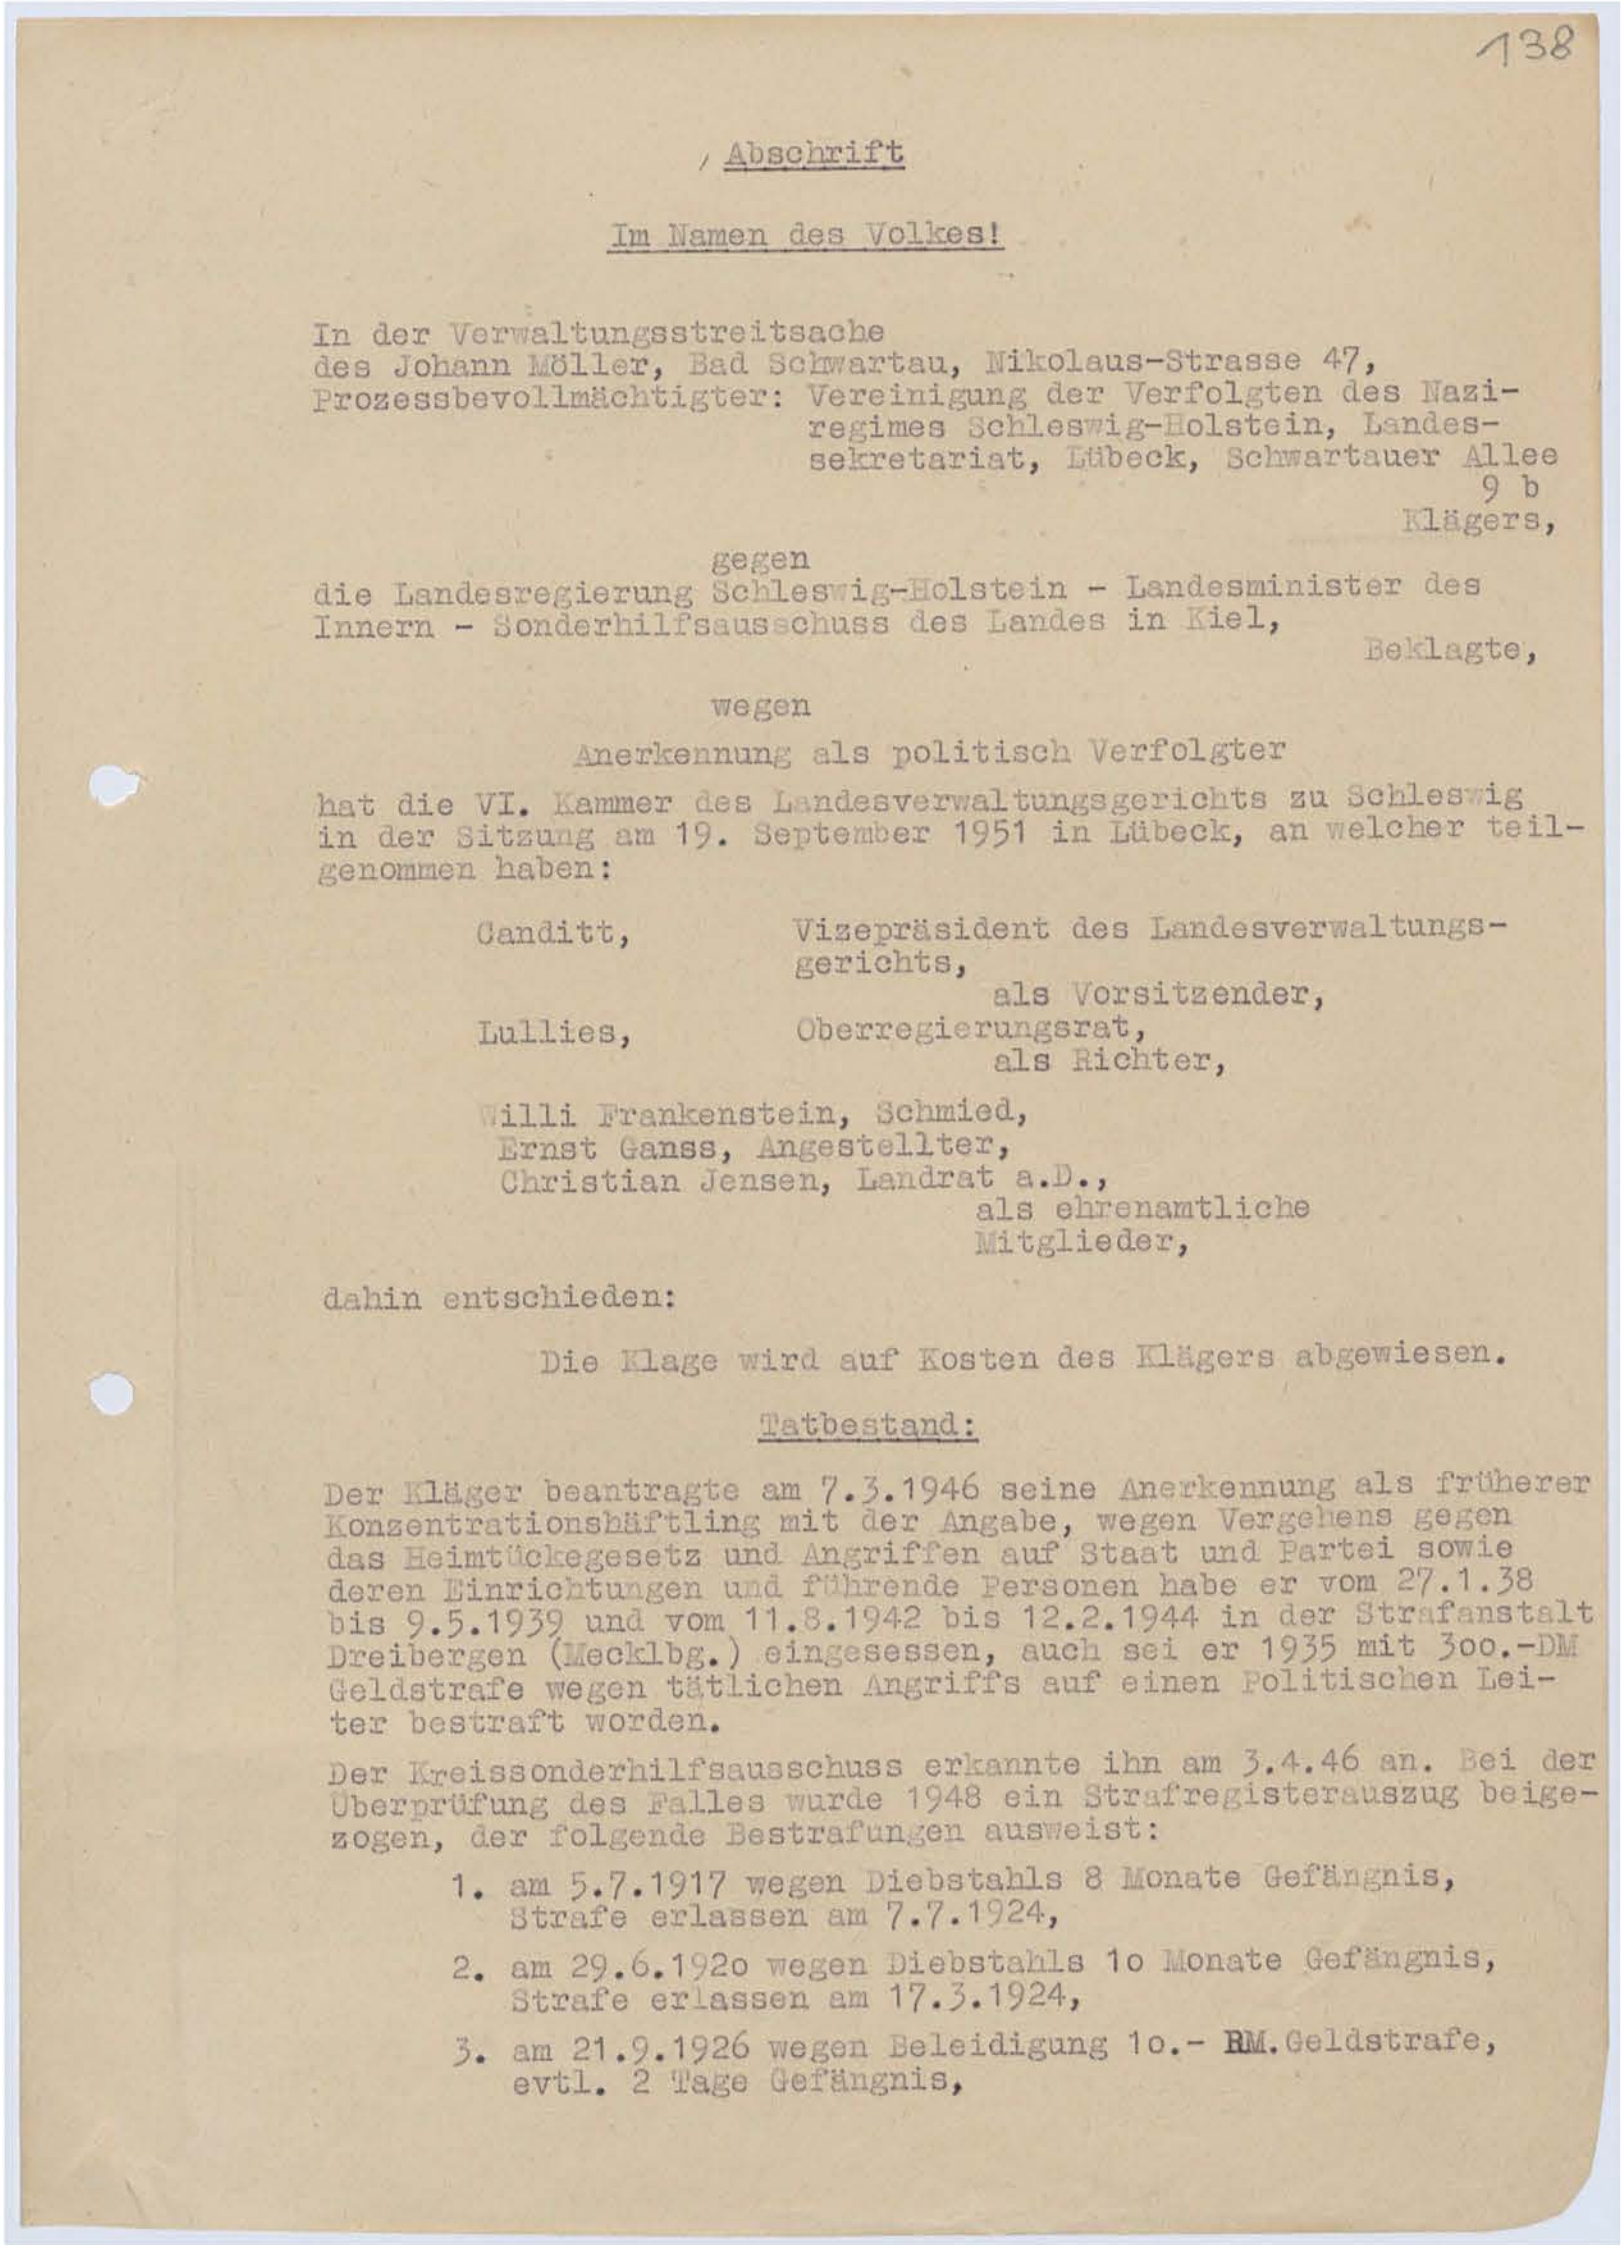 138
Abschrift
Im Namen des Volkes!
In der Verwaltungsstreitsache
des Johann Möller, Bad Schwartau, Nikolaus-Strasse 47,
Prozessbevollmächtigter: Vereinigung der Verfolgten des Nazi-
regimes Schleswig-Holstein, Landes-
sekretariat, Lübeck, Schwartauer Allee
9 b
Klägers,
gegen
die Landesregierung Schleswig-Holstein - Landesminister des
Innern - Sonderhilfsausschuss des Landes in Kiel,
Beklagte,
wegen
Anerkennung als politisch Verfolgter
hat die VI. Kammer des Landesverwaltungsgerichts zu Schleswig
in der Sitzung am 19. September 1951 in Lübeck, an welcher teil-
genommen haben:
Canditt, Vizepräsident des Landesverwaltungs-
gerichts,
als Vorsitzender,
Lullies, Oberregierungsrat,
als Richter,
Willi Frankenstein, Schmied,
Ernst Ganss, Angestellter,
Christian Jensen, Landrat a.D.,
als ehrenamtliche
Mitglieder,
dahin entschieden:
Die Klage wird auf Kosten des Klägers abgewiesen.
Tatbestand:
Der Kläger beantragte am 7.3.1946 seine Anerkennung als früherer
Konzentrationshäftling mit der Angabe, wegen Vergehens gegen
das Heimtückegesetz und Angriffen auf Staat und Partei sowie
deren Einrichtungen und führende Personen habe er vom 27.1.38
bis 9.5.1939 und vom 11.8.1942 bis 12.2.1944 in der Strafanstalt
Dreibergen (Mecklbg.) eingesessen, auch sei er 1935 mit 3oo.-DM
Geldstrafe wegen tätlichen Angriffs auf einen Politischen Lei-
ter bestraft worden.
Der Kreissonderhilfsausschuss erkannte ihn am 3.4.46 an. Bei der
Überprüfung des Falles wurde 1948 ein Strafregisterauszug beige-
zogen, der folgende Bestrafungen ausweist:
1. am 5.7.1917 wegen Diebstahls 8 Monate Gefängnis,
Strafe erlassen am 7.7.1924,
2. am 29.6.192o wegen Diebstahls 1o Monate Gefängnis,
Strafe erlassen am 17.3.1924,
3. am 21.9.1926 wegen Beleidigung 1o.- RM.Geldstrafe,
evtl. 2 Tage Gefängnis,